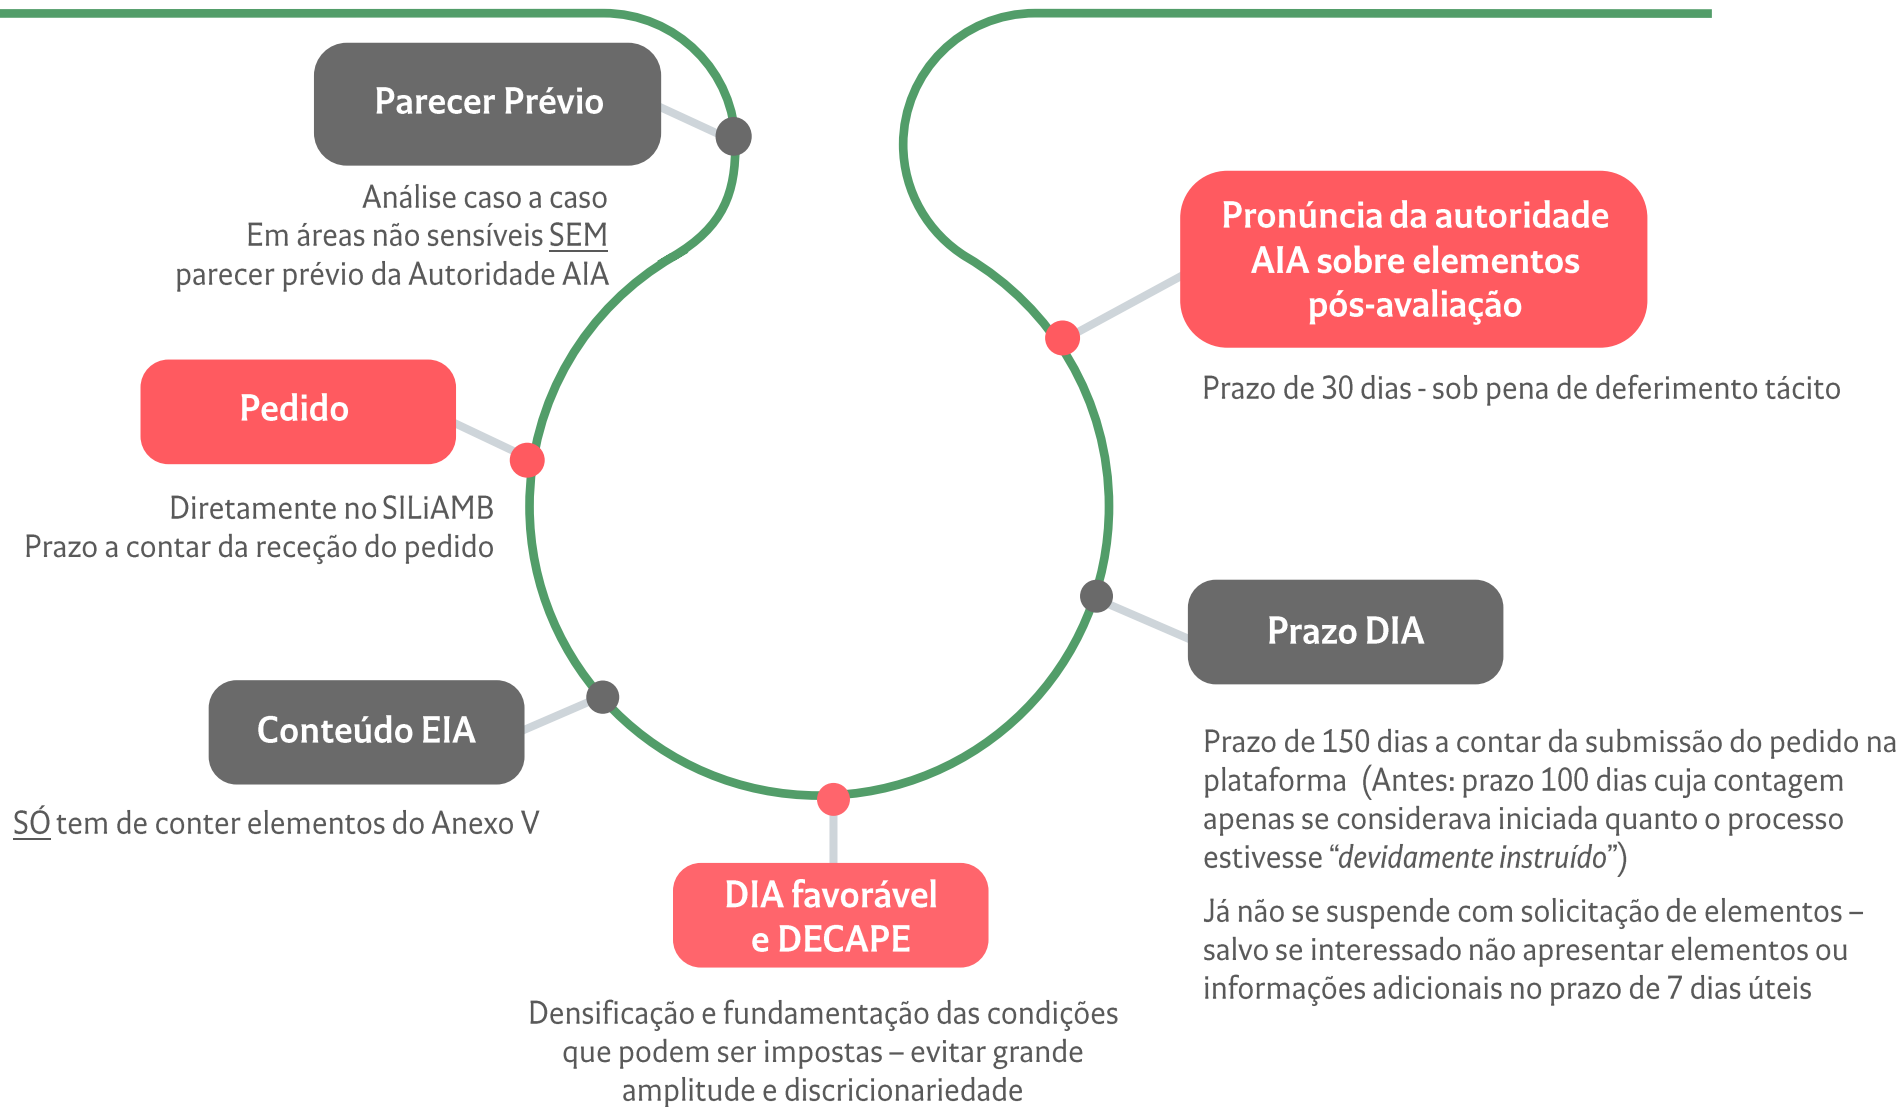 Parecer Prévio
Análise caso a caso
Em áreas não sensíveis SEM
parecer prévio da Autoridade AIA
Pedido
Diretamente no SILiAMB
Prazo a contar da receção do pedido
Conteúdo EIA
SÓ tem de conter elementos do Anexo V
DIA favorável
e DECAPE
Densificação e fundamentação das condições
que podem ser impostas – evitar grande
amplitude e discricionariedade
Prazo DIA
Prazo de 150 dias a contar da submissão do pedido na
plataforma (Antes: prazo 100 dias cuja contagem
apenas se considerava iniciada quanto o processo
estivesse “devidamente instruído”)
Já não se suspende com solicitação de elementos –
salvo se interessado não apresentar elementos ou
informações adicionais no prazo de 7 dias úteis
Pronúncia da autoridade
AIA sobre elementos
pós-avaliação
Prazo de 30 dias - sob pena de deferimento tácito